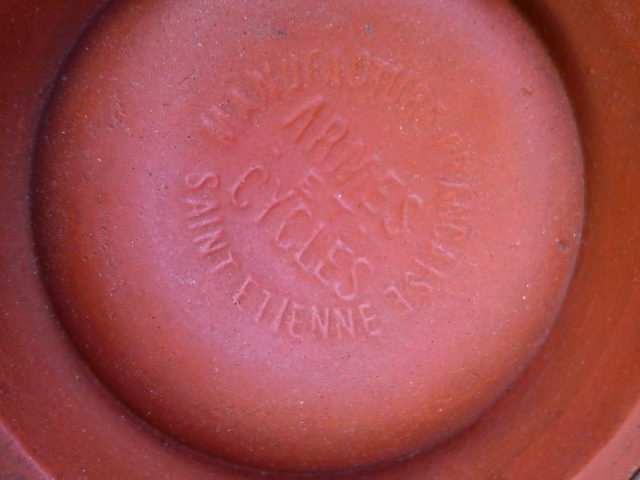 MANUFACTURE FRANÇAISE
ARMES
ET
CYCLES
SAINT ETIENNE